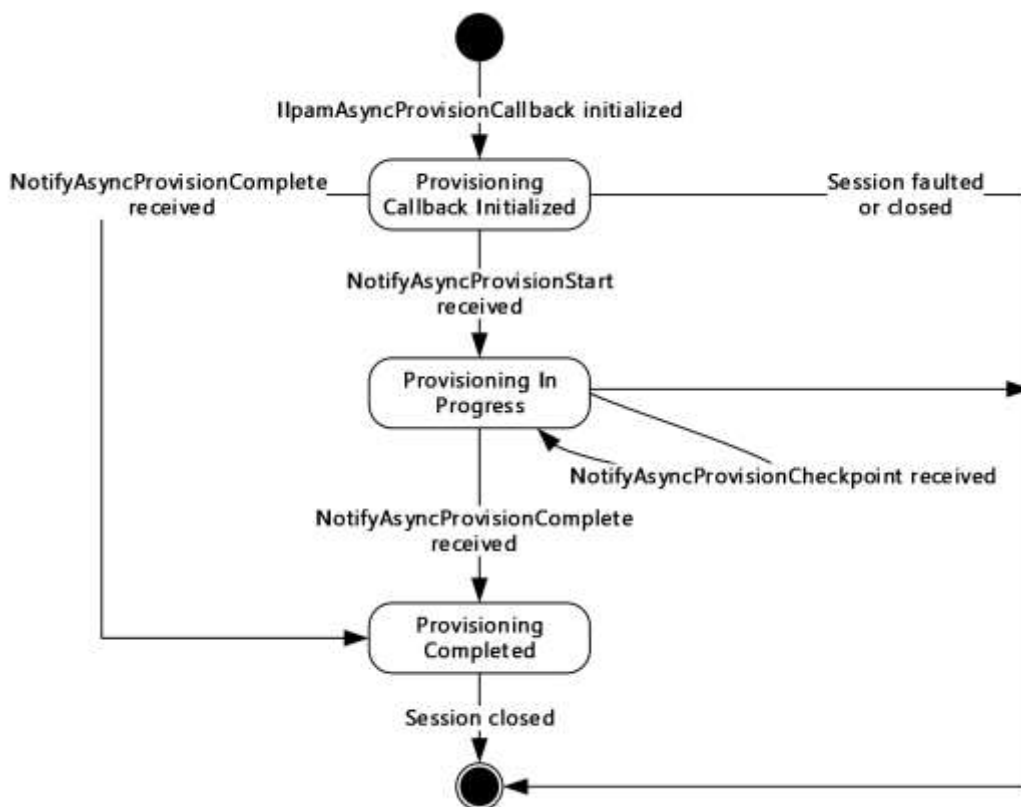 IIpamAsyncProvisionCallback initialized
NotifyAsyncProvisionComplete
received
Provisioning
Callback Initialized
Session faulted
or closed
NotifyAsyncProvisionStart
received
Provisioning In
Progress
NotifyAsyncProvisionCheckpoint received
NotifyAsyncProvisionComplete
received
Provisioning
Completed
Session closed